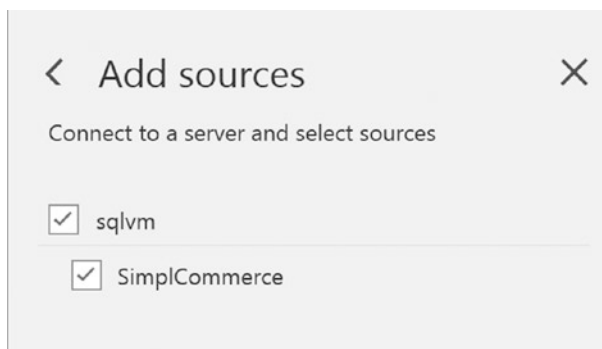 Add sources
Connect to a server and select sources
sqlvm
SimplCommerce